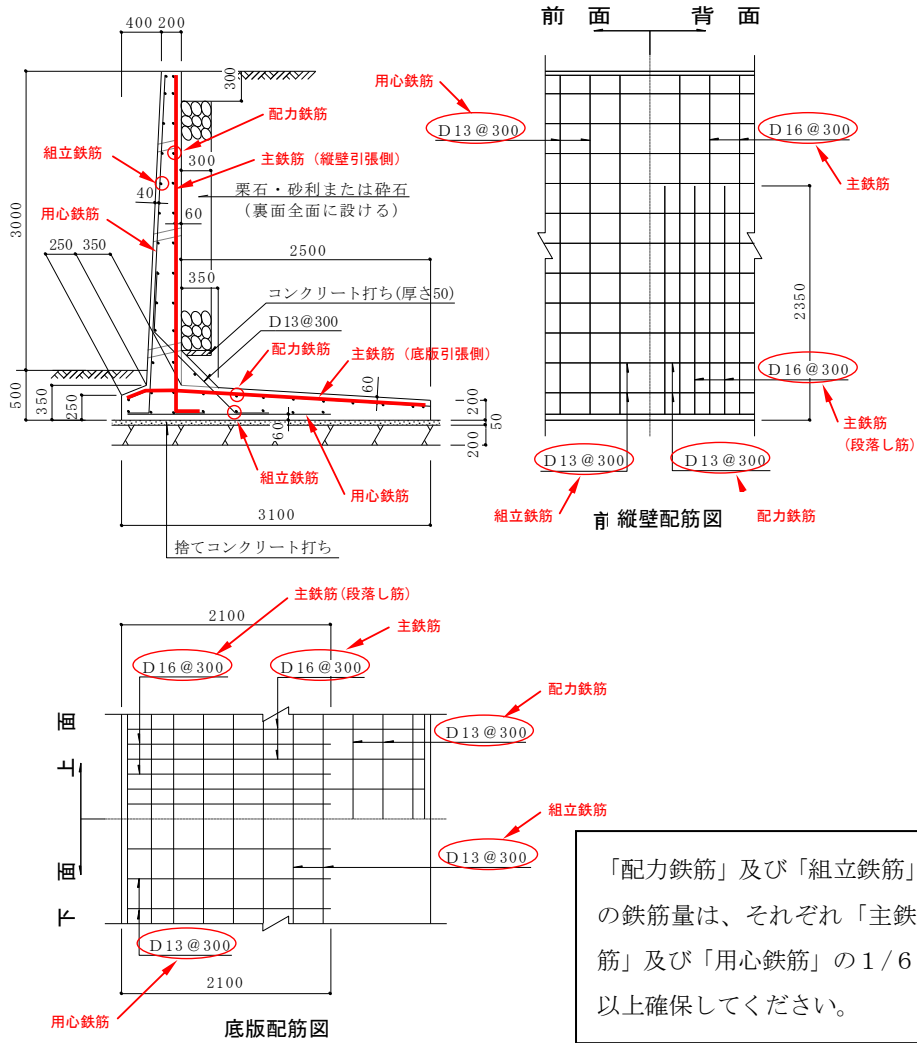 400 200
300
3000
500
350
250
250 350
40
60
300
350
2500
60
200
50
200
60
3100
配力鉄筋
主鉄筋（縦壁引張側）
組立鉄筋
用心鉄筋
栗石・砂利または砕石
（裏面全面に設ける）
コンクリート打ち(厚さ50)
D13@300
配力鉄筋
主鉄筋（底版引張側）
組立鉄筋
用心鉄筋
捨てコンクリート打ち
前面 背面
用心鉄筋
D13@300
D16@300
主鉄筋
2350
D16@300
主鉄筋
(段落し筋)
D13@300
D13@300
組立鉄筋
前 縦壁配筋図
配力鉄筋
主鉄筋(段落し筋)
2100
主鉄筋
D16@300
D16@300
配力鉄筋
D13@300
上面
下面
組立鉄筋
D13@300
D13@300
2100
用心鉄筋
底版配筋図
「配力鉄筋」及び「組立鉄筋」
の鉄筋量は、それぞれ「主鉄
筋」及び「用心鉄筋」の１/６
以上確保してください。